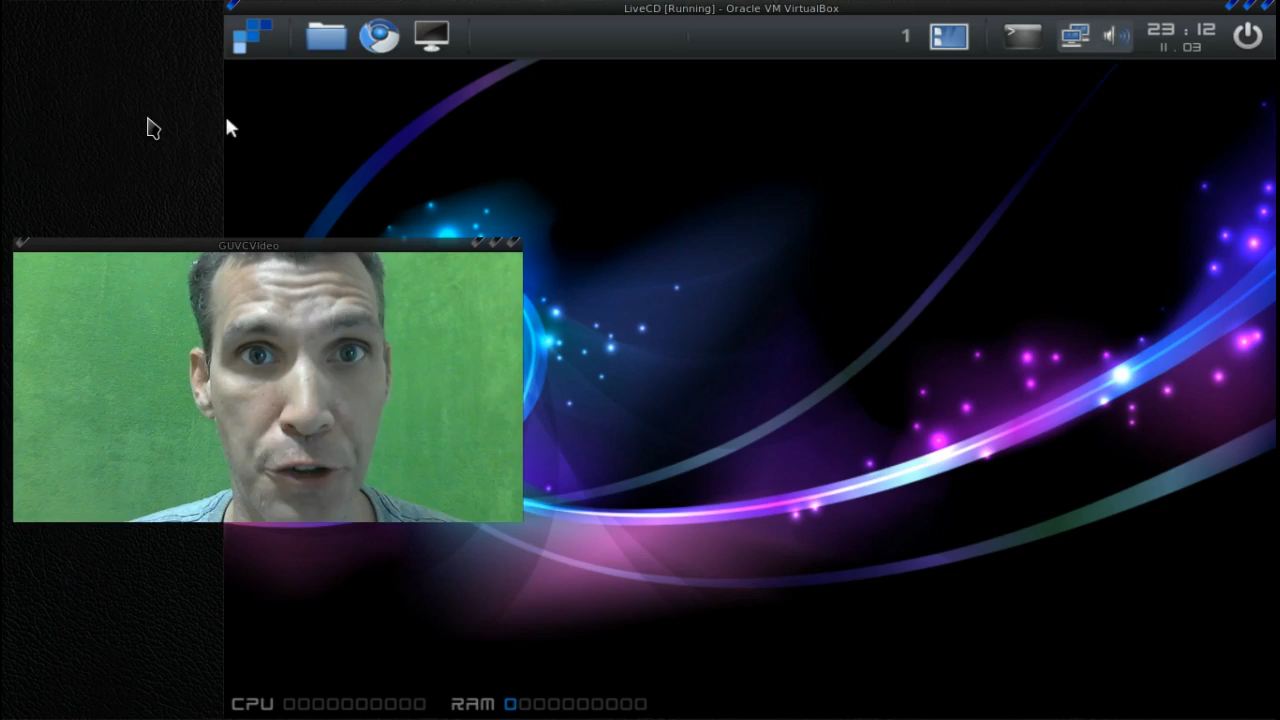 LiveCD [Running] - Oracle VM VirtualBox
1
23 : 12
11 . 03
GUVCVideo
CPU
RAM